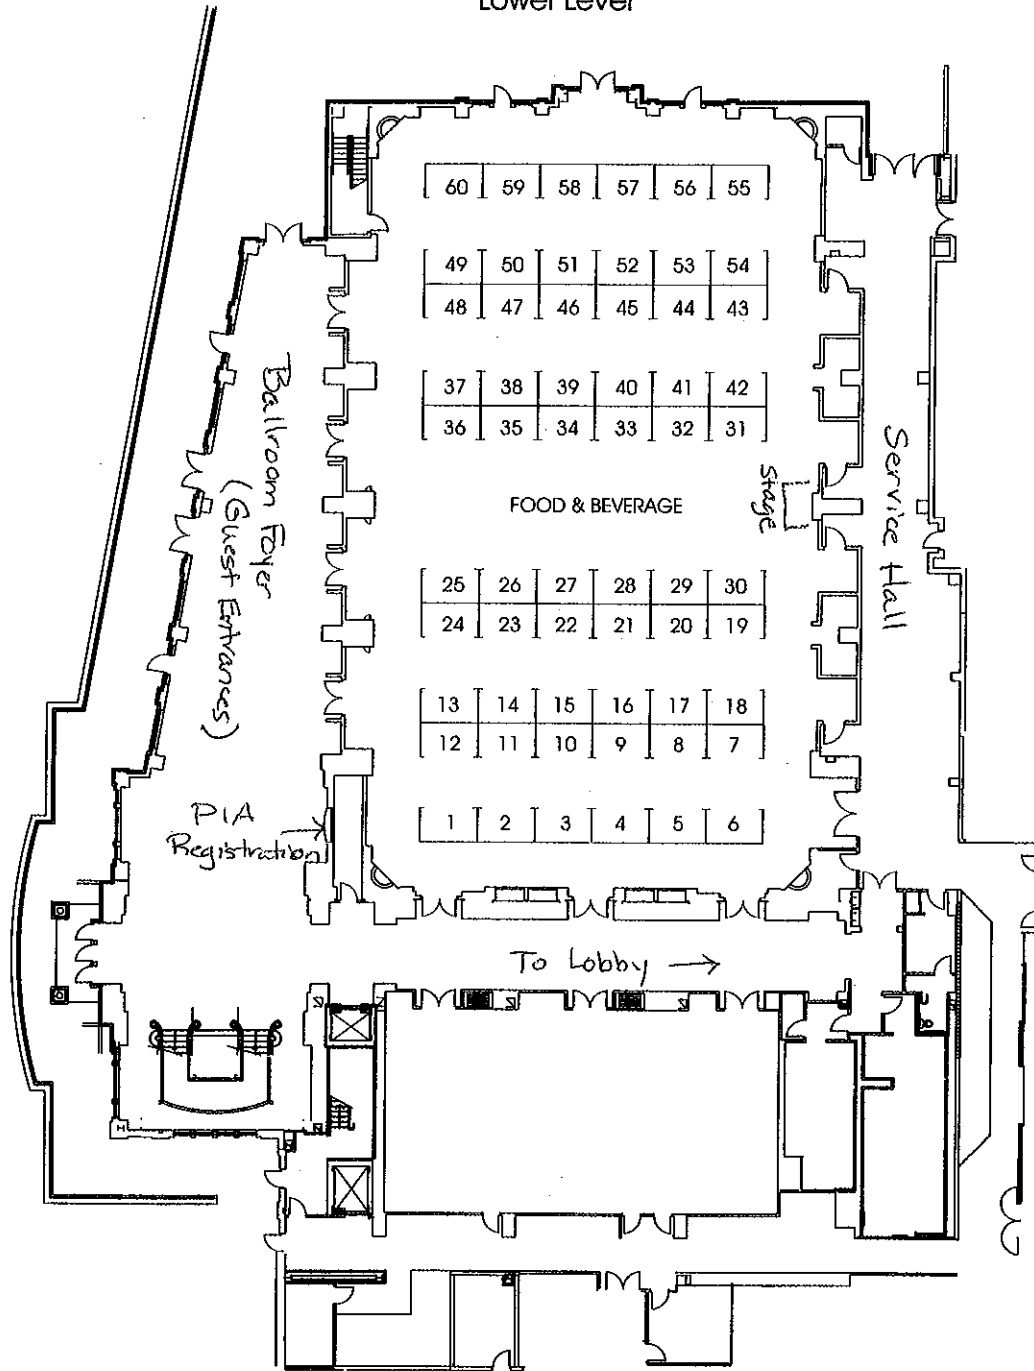 Lower Level
60 59 58 57 56 55
49 50 51 52 53 54
48 47 46 45 44 43
37 38 39 40 41 42
36 35 34 33 32 31
Ballroom Foyer
(Guest Entrances)
FOOD & BEVERAGE
Stage
Service Hall
25 26 27 28 29 30
24 23 22 21 20 19
13 14 15 16 17 18
12 11 10 9 8 7
PIA
Registration
1 2 3 4 5 6
To Lobby →